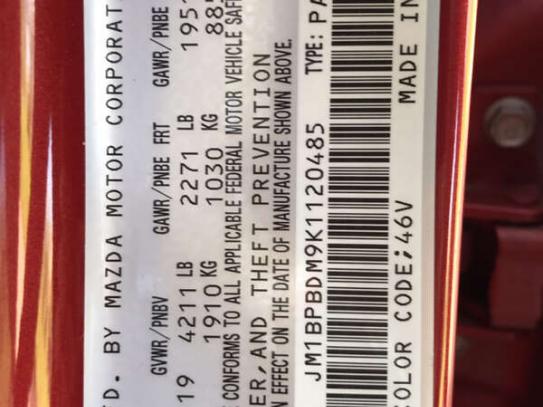 D. BY MAZDA MOTOR CORPORAT
GVWR/PNBV GAWR/PNBE FRT GAWR/PNBE
19 4211 LB 2271 LB 195
1910 KG 1030 KG 885
CONFORMS TO ALL APPLICABLE FEDERAL MOTOR VEHICLE SAF
ER, AND THEFT PREVENTION
N EFFECT ON THE DATE OF MANUFACTURE SHOWN ABOVE.
JM1BPBDM9K1120485 TYPE: PA
OLOR CODE;46V MADE IN